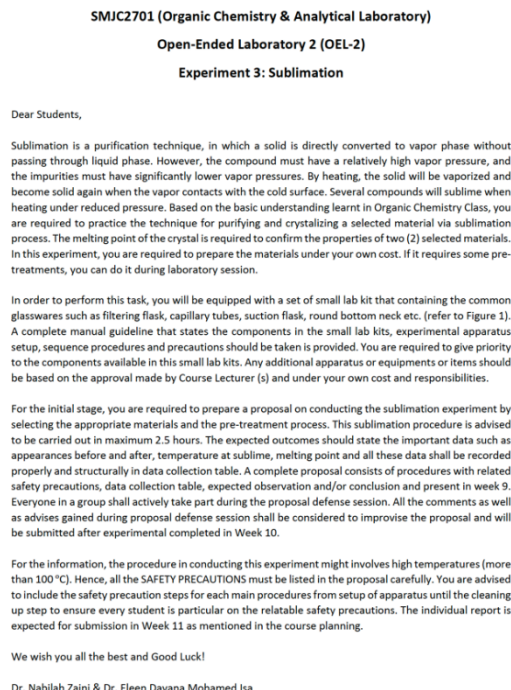 SMJC2701 (Organic Chemistry & Analytical Laboratory)
Open-Ended Laboratory 2 (OEL-2)
Experiment 3: Sublimation
Dear Students,
Sublimation is a purification technique, in which a solid is directly converted to vapor phase without
passing through liquid phase. However, the compound must have a relatively high vapor pressure, and
the impurities must have significantly lower vapor pressures. By heating, the solid will be vaporized and
become solid again when the vapor contacts with the cold surface. Several compounds will sublime when
heating under reduced pressure. Based on the basic understanding learnt in Organic Chemistry Class, you
are required to practice the technique for purifying and crystalizing a selected material via sublimation
process. The melting point of the crystal is required to confirm the properties of two (2) selected materials.
In this experiment, you are required to prepare the materials under your own cost. If it requires some pre-
treatments, you can do it during laboratory session.
In order to perform this task, you will be equipped with a set of small lab kit that containing the common
glasswares such as filtering flask, capillary tubes, suction flask, round bottom neck etc. (refer to Figure 1).
A complete manual guideline that states the components in the small lab kits, experimental apparatus
setup, sequence procedures and precautions should be taken is provided. You are required to give priority
to the components available in this small lab kits. Any additional apparatus or equipments or items should
be based on the approval made by Course Lecturer (s) and under your own cost and responsibilities.
For the initial stage, you are required to prepare a proposal on conducting the sublimation experiment by
selecting the appropriate materials and the pre-treatment process. This sublimation procedure is advised
to be carried out in maximum 2.5 hours. The expected outcomes should state the important data such as
appearances before and after, temperature at sublime, melting point and all these data shall be recorded
properly and structurally in data collection table. A complete proposal consists of procedures with related
safety precautions, data collection table, expected observation and/or conclusion and present in week 9.
Everyone in a group shall actively take part during the proposal defense session. All the comments as well
as advises gained during proposal defense session shall be considered to improvise the proposal and will
be submitted after experimental completed in Week 10.
For the information, the procedure in conducting this experiment might involves high temperatures (more
than 100 °C). Hence, all the SAFETY PRECAUTIONS must be listed in the proposal carefully. You are advised
to include the safety precaution steps for each main procedures from setup of apparatus until the cleaning
up step to ensure every student is particular on the relatable safety precautions. The individual report is
expected for submission in Week 11 as mentioned in the course planning.
We wish you all the best and Good Luck!
Dr. Nabilah Zaini & Dr. Eleen Dayana Mohamed Isa